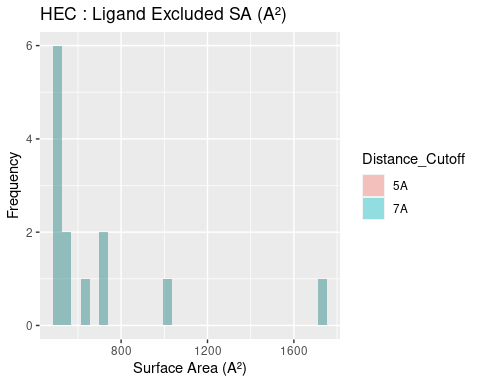 HEC : Ligand Excluded SA (A²)
6
4
2
0
Frequency
800
1200
1600
Surface Area (A²)
Distance_Cutoff
5A
7A